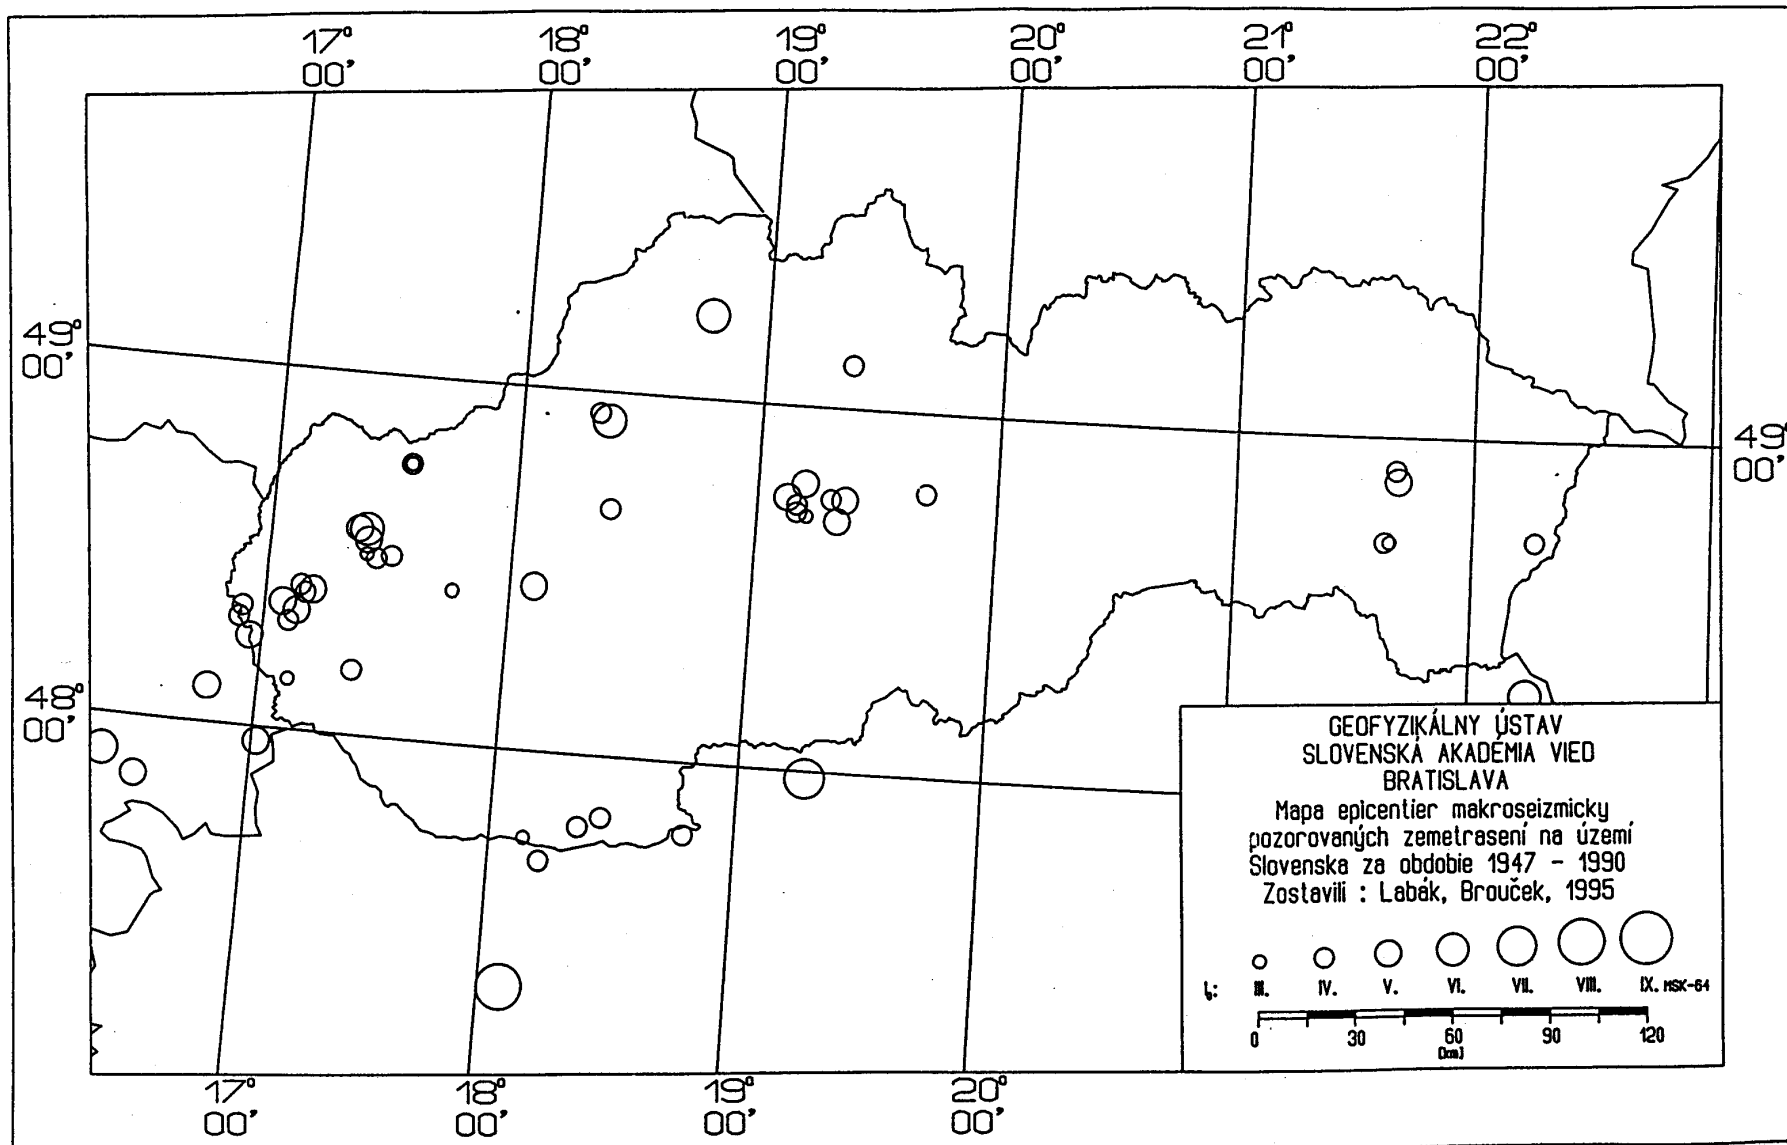 17° 18° 19° 20° 21° 22°
00' 00' 00' 00' 00' 00'
49°
00'
49°
00'
48°
00'
GEOFYZIKÁLNY ÚSTAV
SLOVENSKÁ AKADÉMIA VIED
BRATISLAVA
Mapa epicentier makroseizmicky
pozorovaných zemetrasení na území
Slovenska za obdobie 1947 - 1990
Zostavili : Labák, Brouček, 1995
I₀: III. IV. V. VI. VII. VIII. IX. MSK-64
0 30 60 90 120
[km]
17° 18° 19° 20°
00' 00' 00' 00'